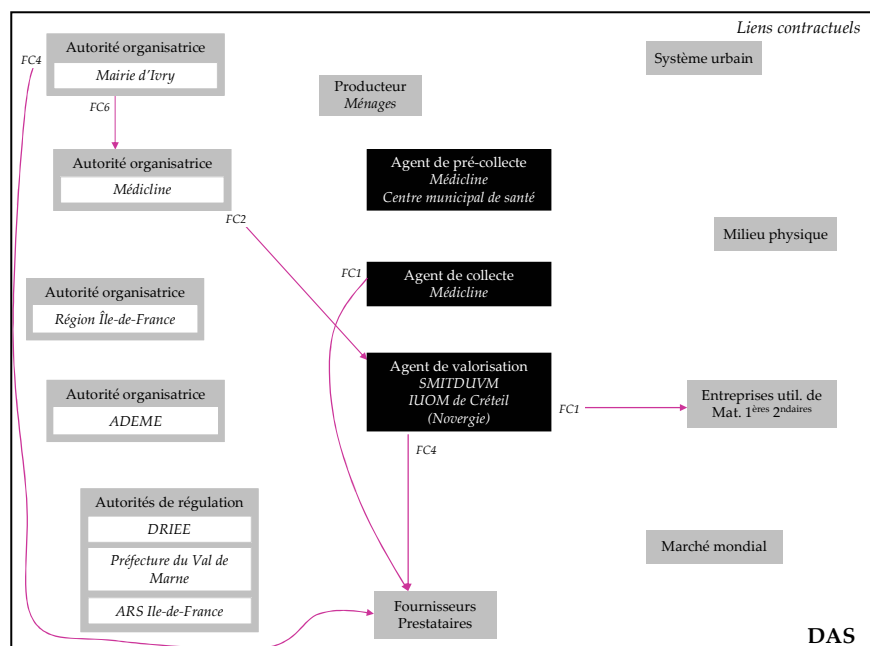 Liens contractuels
FC4
Autorité organisatrice
Mairie d'Ivry
FC6
Autorité organisatrice
Médicline
FC2
Autorité organisatrice
Région Île-de-France
Autorité organisatrice
ADEME
Autorités de régulation
DRIEE
Préfecture du Val de
Marne
ARS Ile-de-France
Producteur
Ménages
Agent de pré-collecte
Médicline
Centre municipal de santé
FC1
Agent de collecte
Médicline
Agent de valorisation
SMITDUVM
IUOM de Créteil
(Novergie)
FC4
FC1
Fournisseurs
Prestataires
Système urbain
Milieu physique
Entreprises util. de
Mat. 1ères 2ndaires
Marché mondial
DAS